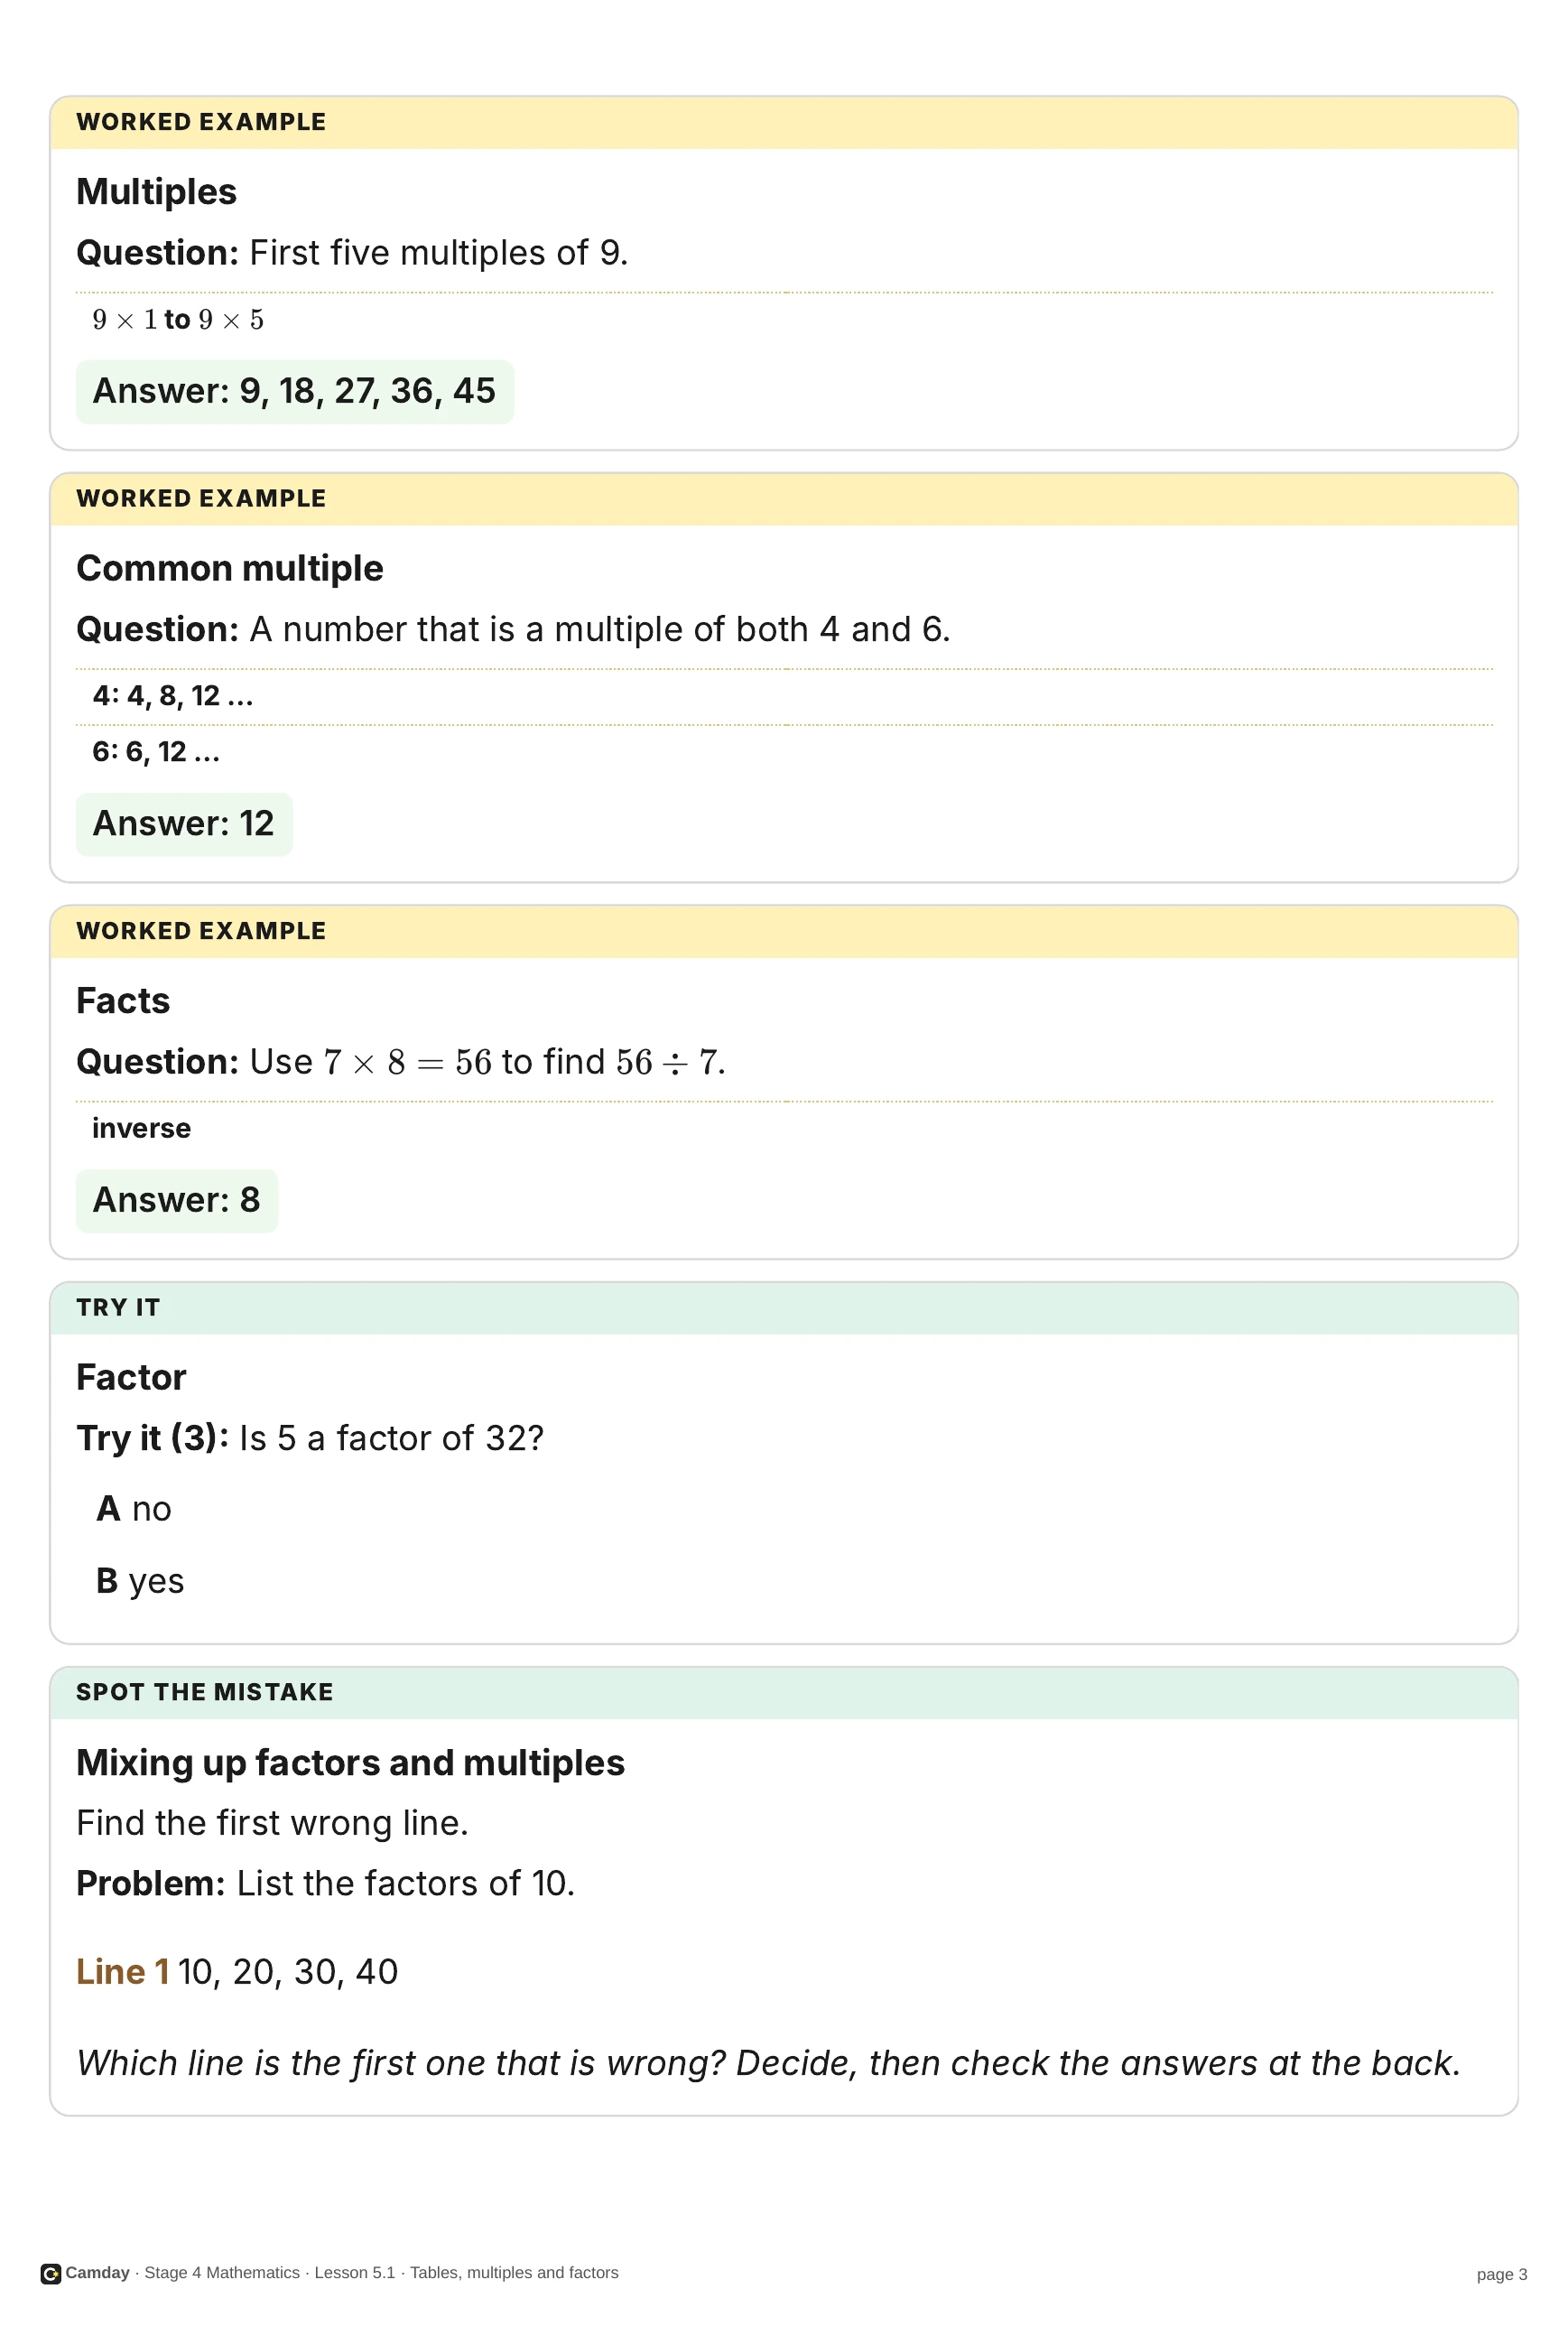 WORKED EXAMPLE
Multiples
Question: First five multiples of 9.
9 × 1 to 9 × 5
Answer: 9, 18, 27, 36, 45
WORKED EXAMPLE
Common multiple
Question: A number that is a multiple of both 4 and 6.
4: 4, 8, 12 ...
6: 6, 12 ...
Answer: 12
WORKED EXAMPLE
Facts
Question: Use 7 × 8 = 56 to find 56 ÷ 7.
inverse
Answer: 8
TRY IT
Factor
Try it (3): Is 5 a factor of 32?
A no
B yes
SPOT THE MISTAKE
Mixing up factors and multiples
Find the first wrong line.
Problem: List the factors of 10.
Line 1 10, 20, 30, 40
Which line is the first one that is wrong? Decide, then check the answers at the back.
Camday · Stage 4 Mathematics · Lesson 5.1 · Tables, multiples and factors
page 3